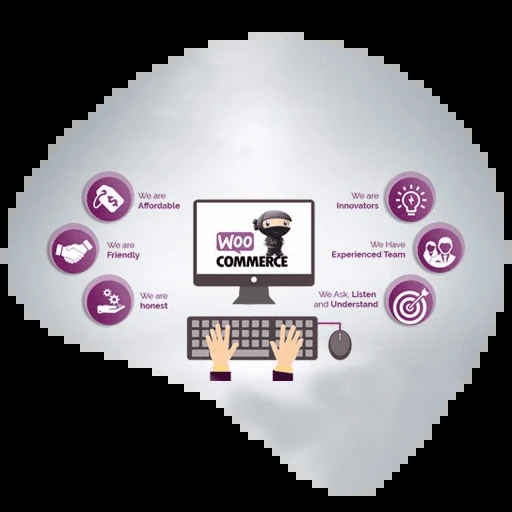 We are
Affordable
We are
Friendly
We are
honest
WOO
COMMERCE
We are
Innovators
We Have
Experienced Team
We Ask, Listen
and Understand